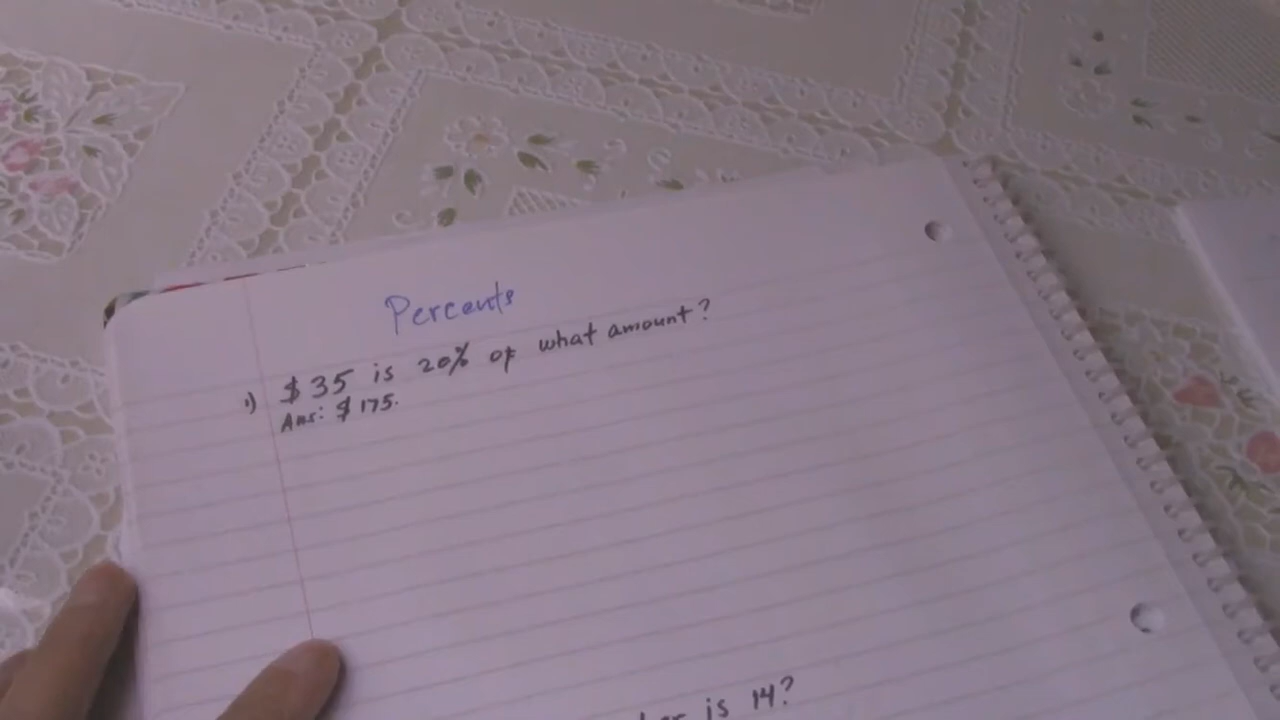 Percents
1) $35 is 20% of what amount?
Ans: $175.
is 14?